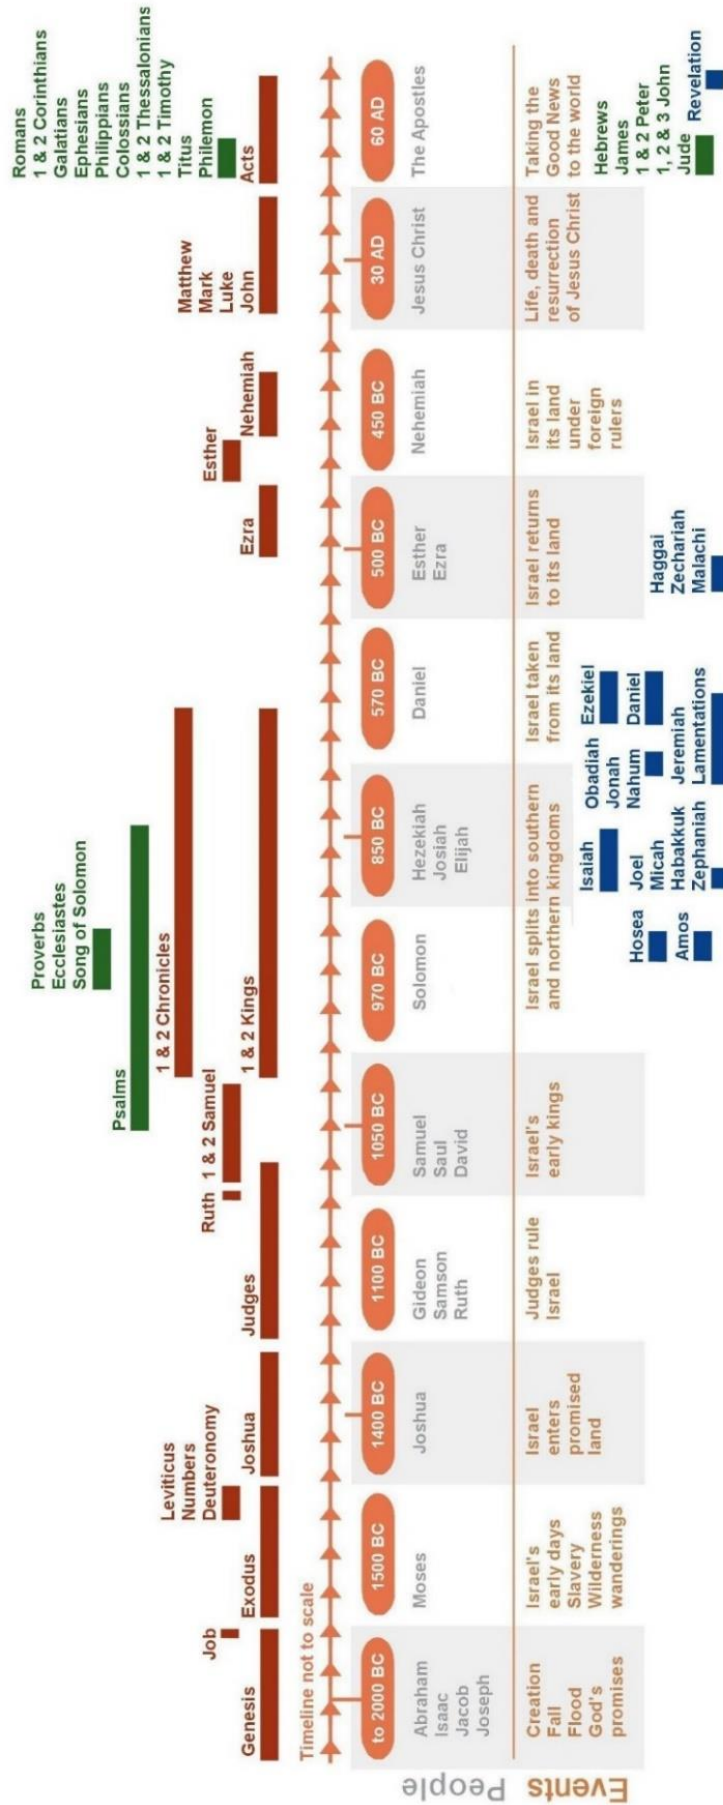 Romans
1 & 2 Corinthians
Galatians
Ephesians
Philippians
Colossians
1 & 2 Thessalonians
1 & 2 Timothy
Titus
Philemon
Proverbs
Ecclesiastes
Song of Solomon
Psalms
1 & 2 Chronicles
Matthew
Mark
Luke
John
Acts
Leviticus
Numbers
Deuteronomy
Job
Ruth
1 & 2 Samuel
Esther
Genesis
Exodus
Joshua
Judges
1 & 2 Kings
Ezra
Nehemiah
Timeline not to scale
to 2000 BC
1500 BC
1400 BC
1100 BC
1050 BC
970 BC
850 BC
570 BC
500 BC
450 BC
30 AD
60 AD
People
Abraham
Isaac
Jacob
Joseph
Moses
Joshua
Gideon
Samson
Ruth
Samuel
Saul
David
Solomon
Hezekiah
Josiah
Elijah
Daniel
Esther
Ezra
Nehemiah
Jesus Christ
The Apostles
Events
Creation
Fall
Flood
God's
promises
Israel's
early days
Slavery
Wilderness
wanderings
Israel
enters
promised
land
Judges rule
Israel
Israel's
early kings
Israel splits into southern
and northern kingdoms
Israel taken
from its land
Israel returns
to its land
Israel in
its land
under
foreign
rulers
Life, death and
resurrection
of Jesus Christ
Taking the
Good News
to the world
Hosea
Amos
Isaiah
Joel
Micah
Habakkuk
Zephaniah
Obadiah
Jonah
Nahum
Jeremiah
Lamentations
Ezekiel
Daniel
Haggai
Zechariah
Malachi
Hebrews
James
1 & 2 Peter
1, 2 & 3 John
Jude
Revelation